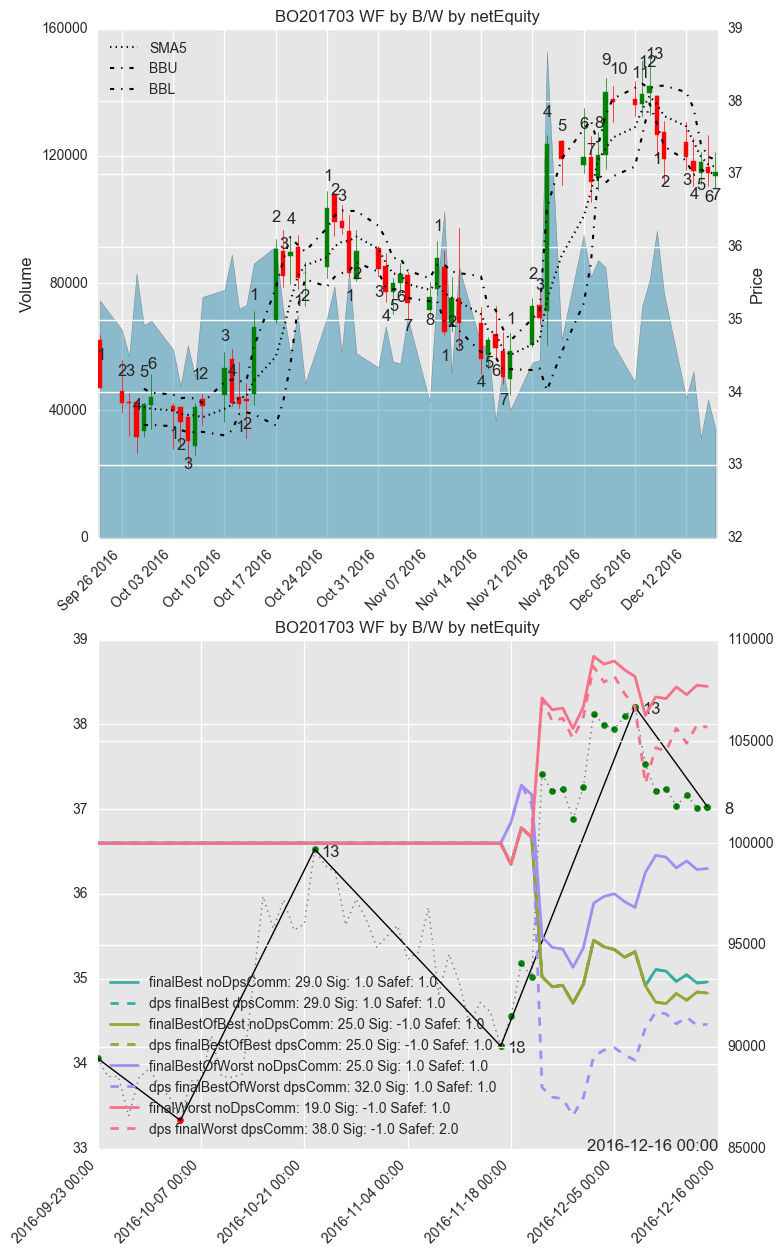 BO201703 WF by B/W by netEquity
160000
120000
80000
40000
0
Volume
39
38
37
36
35
34
33
32
Price
SMA5
BBU
BBL
Sep 26 2016
Oct 03 2016
Oct 10 2016
Oct 17 2016
Oct 24 2016
Oct 31 2016
Nov 07 2016
Nov 14 2016
Nov 21 2016
Nov 28 2016
Dec 05 2016
Dec 12 2016
BO201703 WF by B/W by netEquity
39
38
37
36
35
34
33
110000
105000
100000
95000
90000
85000
13
13
18
8
finalBest noDpsComm: 29.0 Sig: 1.0 Safef: 1.0
dps finalBest dpsComm: 29.0 Sig: 1.0 Safef: 1.0
finalBestOfBest noDpsComm: 25.0 Sig: -1.0 Safef: 1.0
dps finalBestOfBest dpsComm: 25.0 Sig: -1.0 Safef: 1.0
finalBestOfWorst noDpsComm: 25.0 Sig: 1.0 Safef: 1.0
dps finalBestOfWorst dpsComm: 32.0 Sig: 1.0 Safef: 1.0
finalWorst noDpsComm: 19.0 Sig: -1.0 Safef: 1.0
dps finalWorst dpsComm: 38.0 Sig: -1.0 Safef: 2.0
2016-12-16 00:00
2016-09-23 00:00
2016-10-07 00:00
2016-10-21 00:00
2016-11-04 00:00
2016-11-18 00:00
2016-12-05 00:00
2016-12-16 00:00